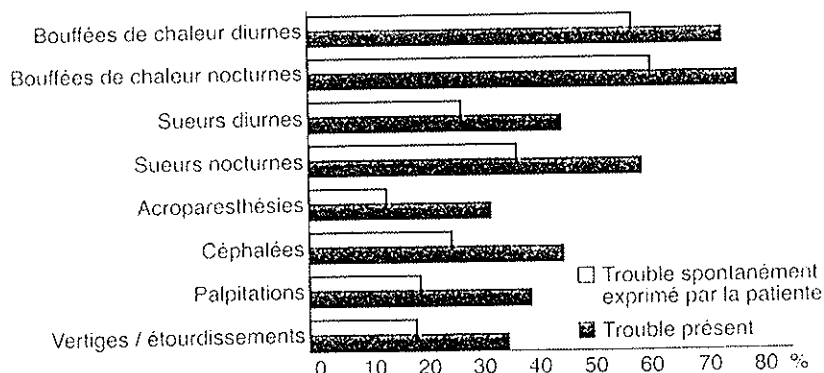 Bouffées de chaleur diurnes
Bouffées de chaleur nocturnes
Sueurs diurnes
Sueurs nocturnes
Acroparesthésies
Céphalées
Palpitations
Vertiges / étourdissements
Trouble spontanément
exprimé par la patiente
Trouble présent
0 10 20 30 40 50 60 70 80 %